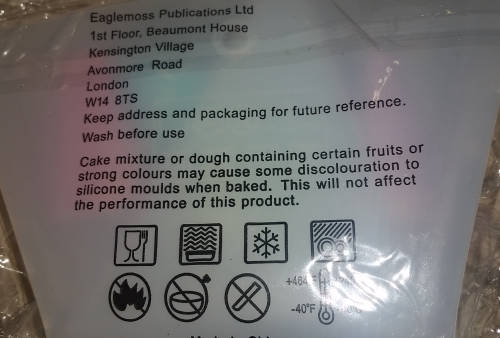 Eaglemoss Publications Ltd
1st Floor, Beaumont House
Kensington Village
Avonmore Road
London
W14 8TS
Keep address and packaging for future reference.
Wash before use
Cake mixture or dough containing certain fruits or
strong colours may cause some discolouration to
silicone moulds when baked. This will not affect
the performance of this product.
-40°F